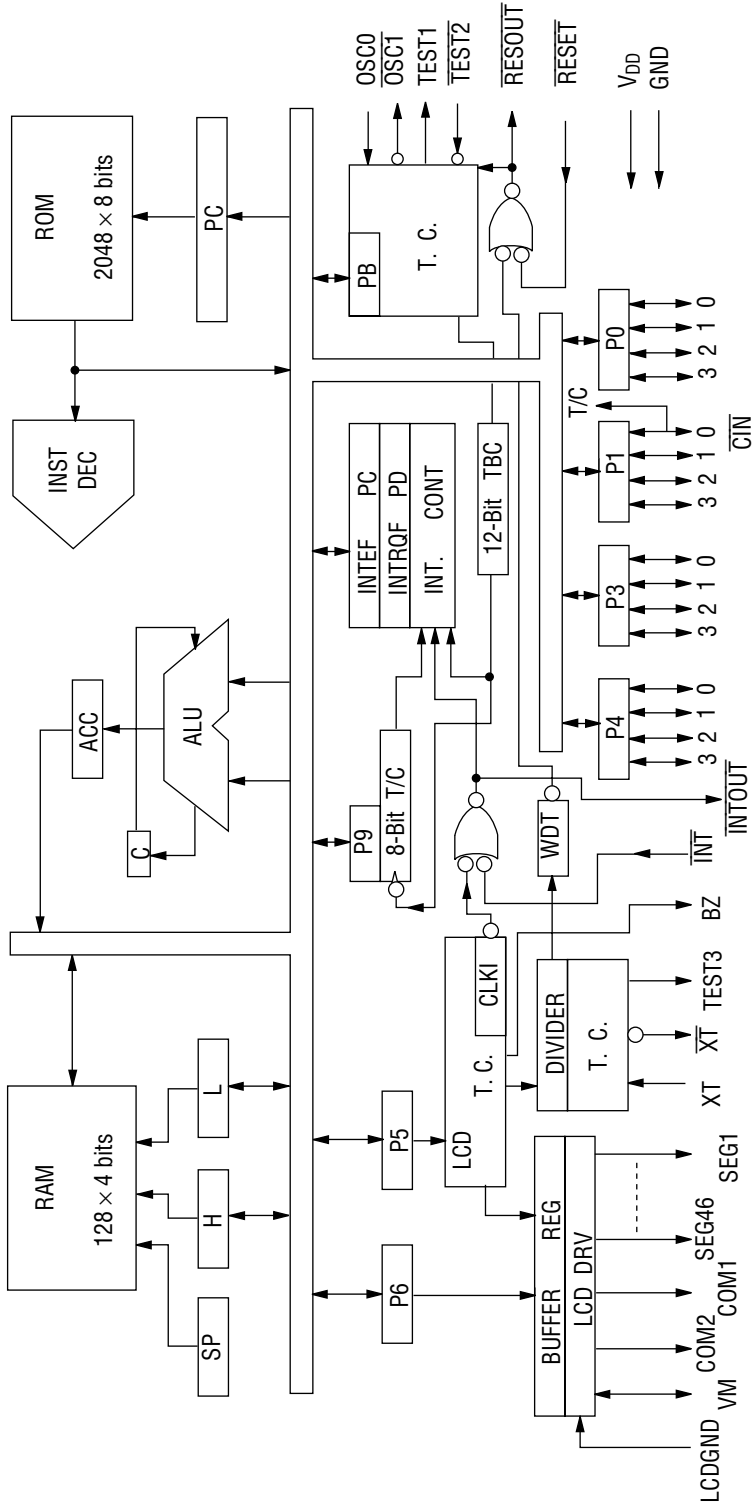 RAM
128 × 4 bits
SP
H
L
C
ACC
ALU
INST
DEC
ROM
2048 × 8 bits
PC
P6
P5
P9
8-Bit T/C
INTEF PC
INTRQF PD
INT. CONT
PB
T. C.
OSC0
OSC1
TEST1
TEST2
RESOUT
RESET
VDD
GND
LCD
T. C.
CLKI
12-Bit TBC
BUFFER REG
LCD DRV
DIVIDER
T. C.
WDT
P4
P3
P1
P0
T/C
3 2 1 0
3 2 1 0
3 2 1 0
3 2 1 0
CIN
LCDGND
VM
COM2
COM1
SEG46
SEG1
XT
XT
TEST3
BZ
INT
INTOUT